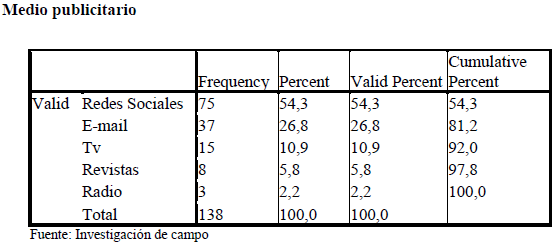 Medio publicitario
Cumulative
Frequency Percent Valid Percent Percent
Valid Redes Sociales 75 54,3 54,3 54,3
E-mail 37 26,8 26,8 81,2
Tv 15 10,9 10,9 92,0
Revistas 8 5,8 5,8 97,8
Radio 3 2,2 2,2 100,0
Total 138 100,0 100,0
Fuente: Investigación de campo